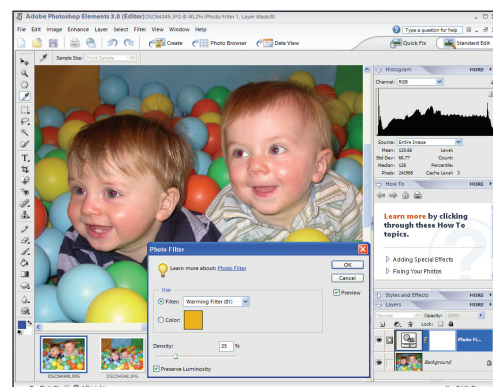 Adobe Photoshop Elements 3.0 [Editor] DSCN4349.JPG @ 40.2% (Photo Filter 1, Layer Mask/8)
File Edit Image Enhance Layer Select Filter View Window Help
Type a question for help
Create Photo Browser Date View
Quick Fix Standard Edit
Sample Size: Point Sample
Histogram MORE
Channel: RGB
Source: Entire Image
Mean: 129.86 Level:
Std Dev: 66.77 Count:
Median: 128 Percentile:
Pixels: 241968 Cache Level: 3
How To MORE
Learn more by clicking
through these How To
topics.
Adding Special Effects
Fixing Your Photos
Styles and Effects MORE
Layers MORE
Normal Opacity: 100%
Lock:
Photo Fi...
Background
Photo Filter
Learn more about: Photo Filter
OK
Cancel
Preview
Use
Filter: Warming Filter (81)
Color:
Density: 25 %
Preserve Luminosity
DSCN4349.JPG